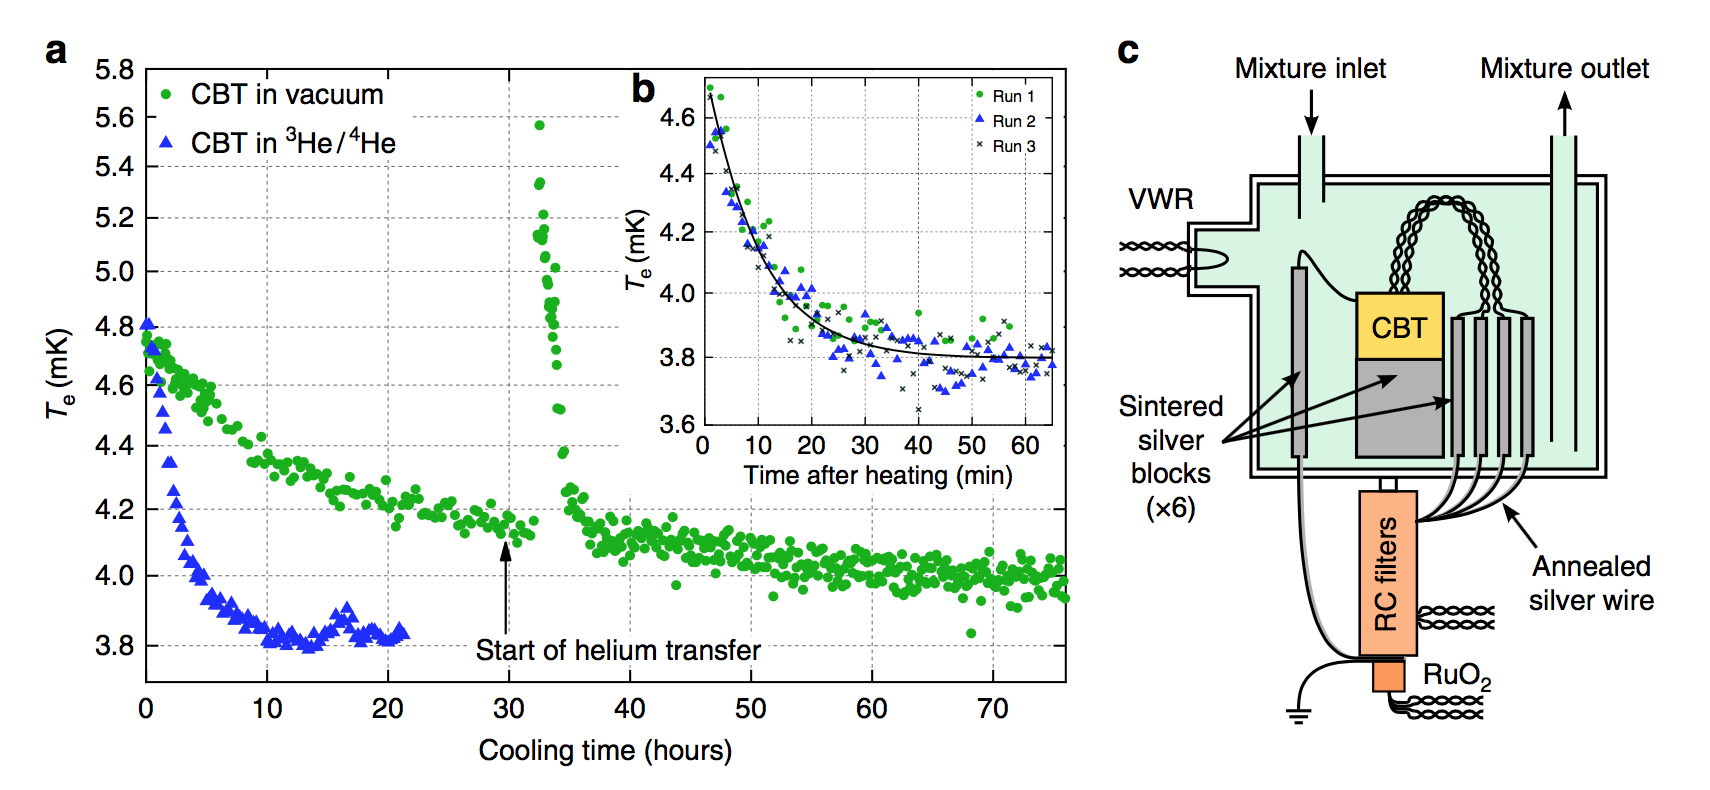 a
5.8
5.6
5.4
5.2
5.0
4.8
4.6
4.4
4.2
4.0
3.8
T_e (mK)
CBT in vacuum
CBT in ³He / ⁴He
Start of helium transfer
0 10 20 30 40 50 60 70
Cooling time (hours)
b
4.6
4.4
4.2
4.0
3.8
3.6
T_e (mK)
Run 1
Run 2
Run 3
0 10 20 30 40 50 60
Time after heating (min)
c
Mixture inlet
Mixture outlet
VWR
CBT
Sintered
silver
blocks
(×6)
RC filters
Annealed
silver wire
RuO₂